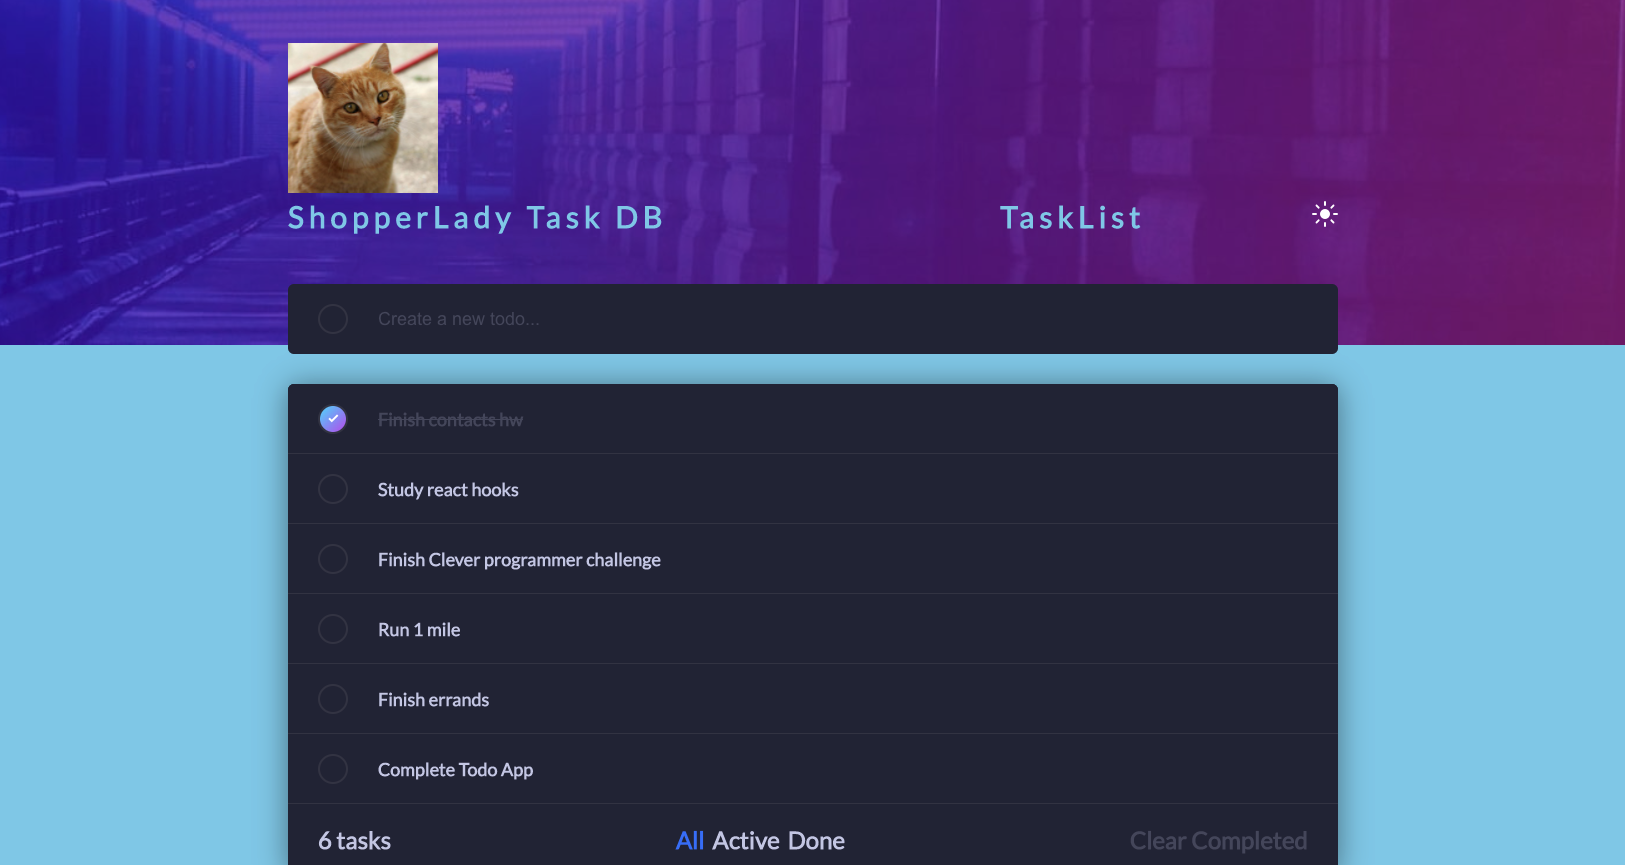 ShopperLady Task DB
TaskList
Create a new todo...
Finish contacts hw
Study react hooks
Finish Clever programmer challenge
Run 1 mile
Finish errands
Complete Todo App
6 tasks
All Active Done
Clear Completed